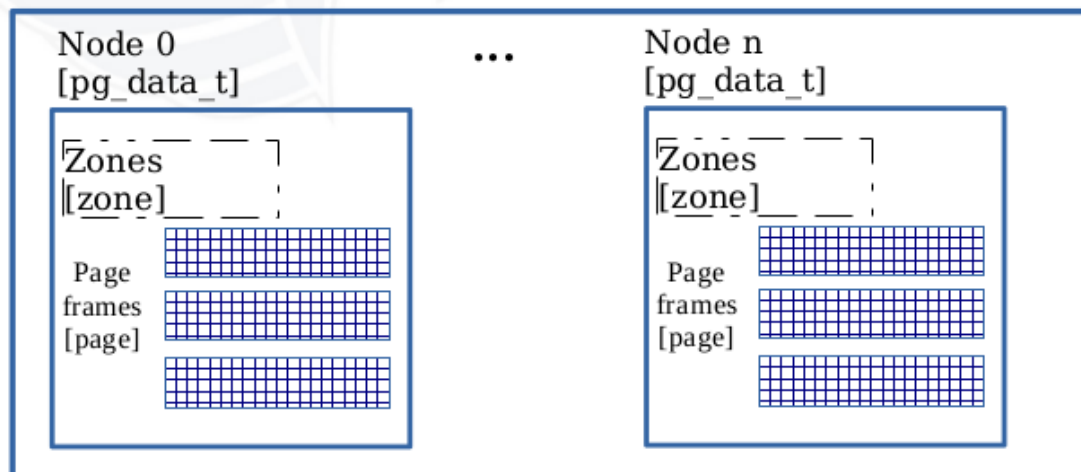 Node 0
[pg_data_t]
...
Node n
[pg_data_t]
Zones
[zone]
Page
frames
[page]
Zones
[zone]
Page
frames
[page]